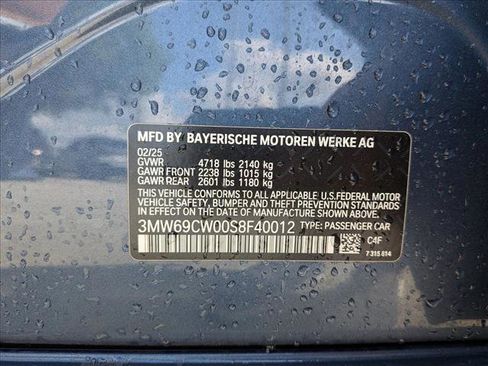 MFD BY BAYERISCHE MOTOREN WERKE AG
02/25
GVWR 4718 lbs 2140 kg
GAWR FRONT 2238 lbs 1015 kg
GAWR REAR 2601 lbs 1180 kg
THIS VEHICLE CONFORMS TO ALL APPLICABLE U.S.FEDERAL MOTOR
VEHICLE SAFETY, BUMPER AND THEFT PREVENTION STANDARDS
IN EFFECT ON THE DATE OF MANUFACTURE SHOWN ABOVE.
3MW69CW00S8F40012 TYPE: PASSENGER CAR
C4F
7 315 614